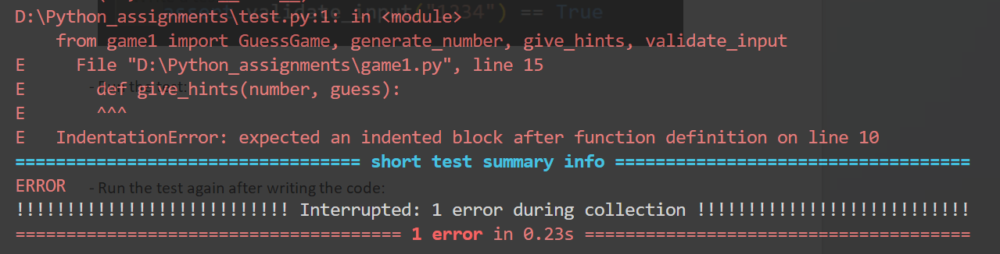 assert validate_input("1234") == True
D:\Python_assignments\test.py:1: in <module>
    from game1 import GuessGame, generate_number, give_hints, validate_input
E     File "D:\Python_assignments\game1.py", line 15
- Run the test:
E       def give_hints(number, guess):
E       ^^^
E   IndentationError: expected an indented block after function definition on line 10
================================== short test summary info ===================================
ERROR
- Run the test again after writing the code:
!!!!!!!!!!!!!!!!!!!!!!!!!!! Interrupted: 1 error during collection !!!!!!!!!!!!!!!!!!!!!!!!!!!
====================================== 1 error in 0.23s ======================================